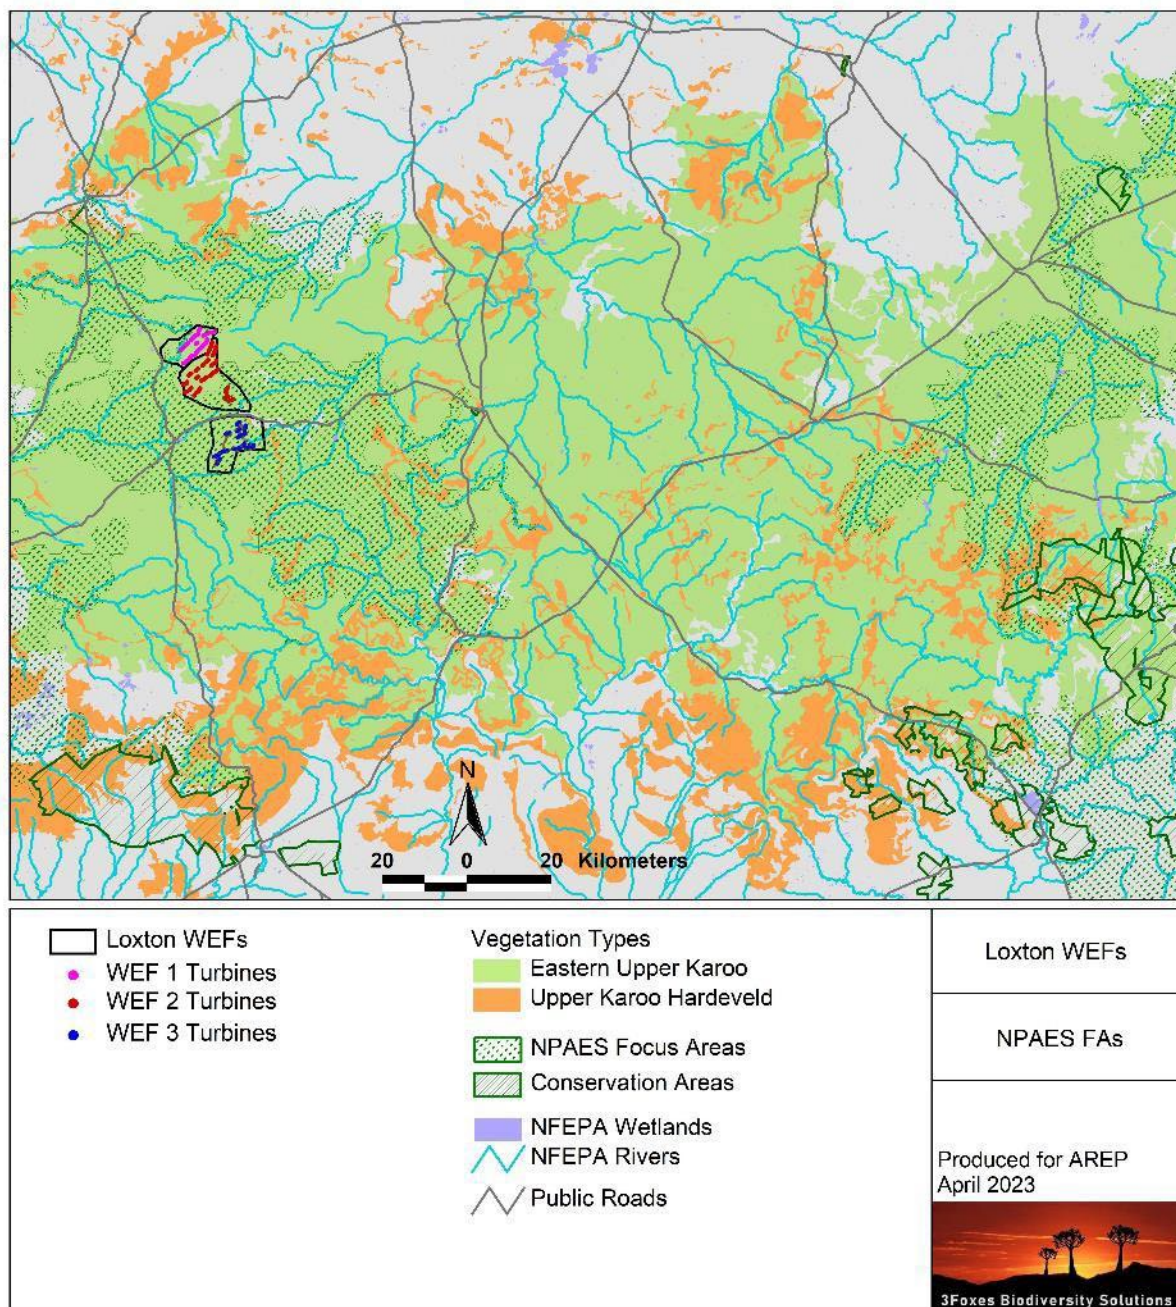 N
20 0 20 Kilometers
Loxton WEFs
WEF 1 Turbines
WEF 2 Turbines
WEF 3 Turbines
Vegetation Types
Eastern Upper Karoo
Upper Karoo Hardeveld
NPAES Focus Areas
Conservation Areas
NFEPA Wetlands
NFEPA Rivers
Public Roads
Loxton WEFs
NPAES FAs
Produced for AREP
April 2023
3Foxes Biodiversity Solutions